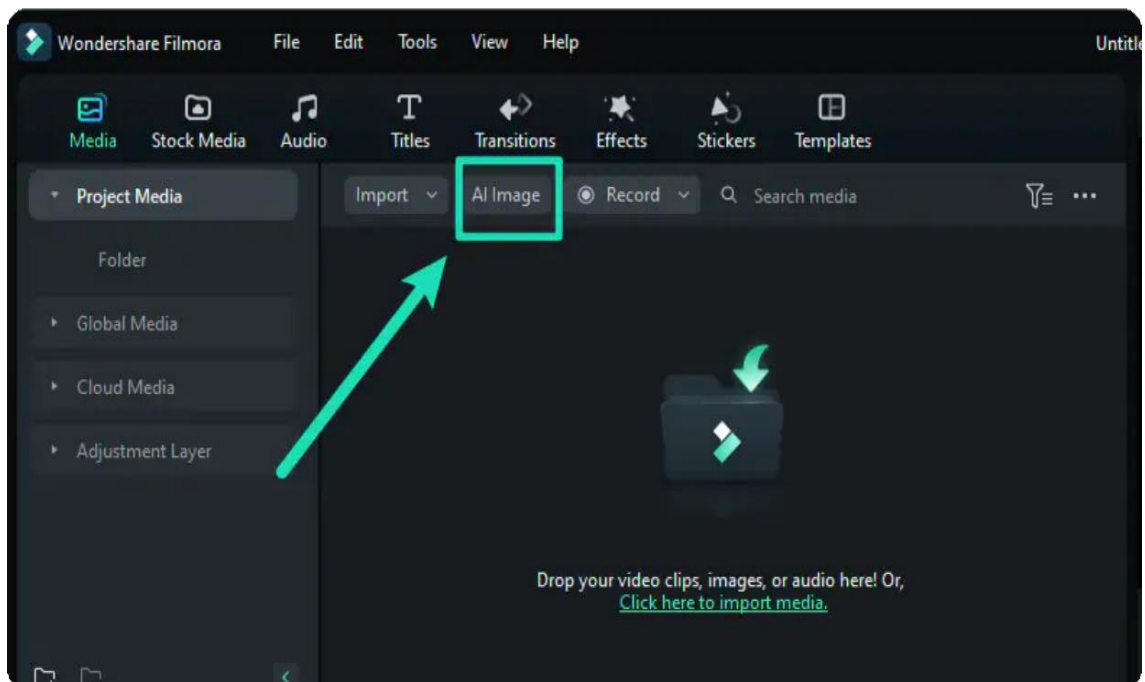 Wondershare Filmora File Edit Tools View Help Untitle
Media Stock Media Audio Titles Transitions Effects Stickers Templates
Project Media
Import AI Image Record Search media
Folder
Global Media
Cloud Media
Adjustment Layer
Drop your video clips, images, or audio here! Or,
Click here to import media.